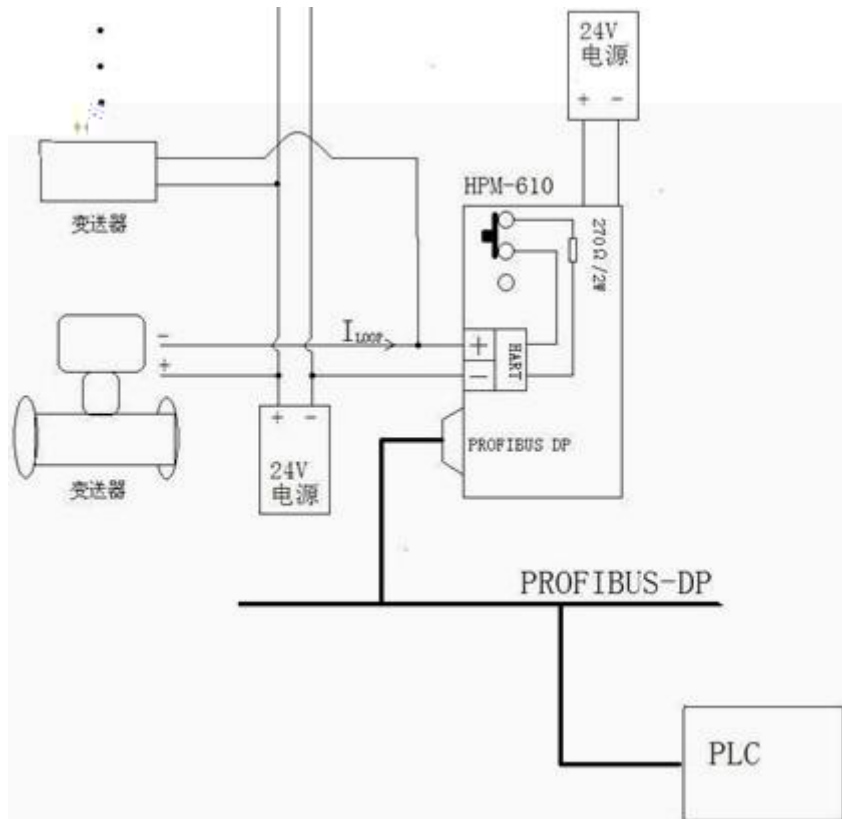 24V
电源
+ -
HPM-610
变送器
270Ω/2W
-
I LOOP
+
HART
+
-
+ -
24V
电源
PROFIBUS DP
变送器
PROFIBUS-DP
PLC